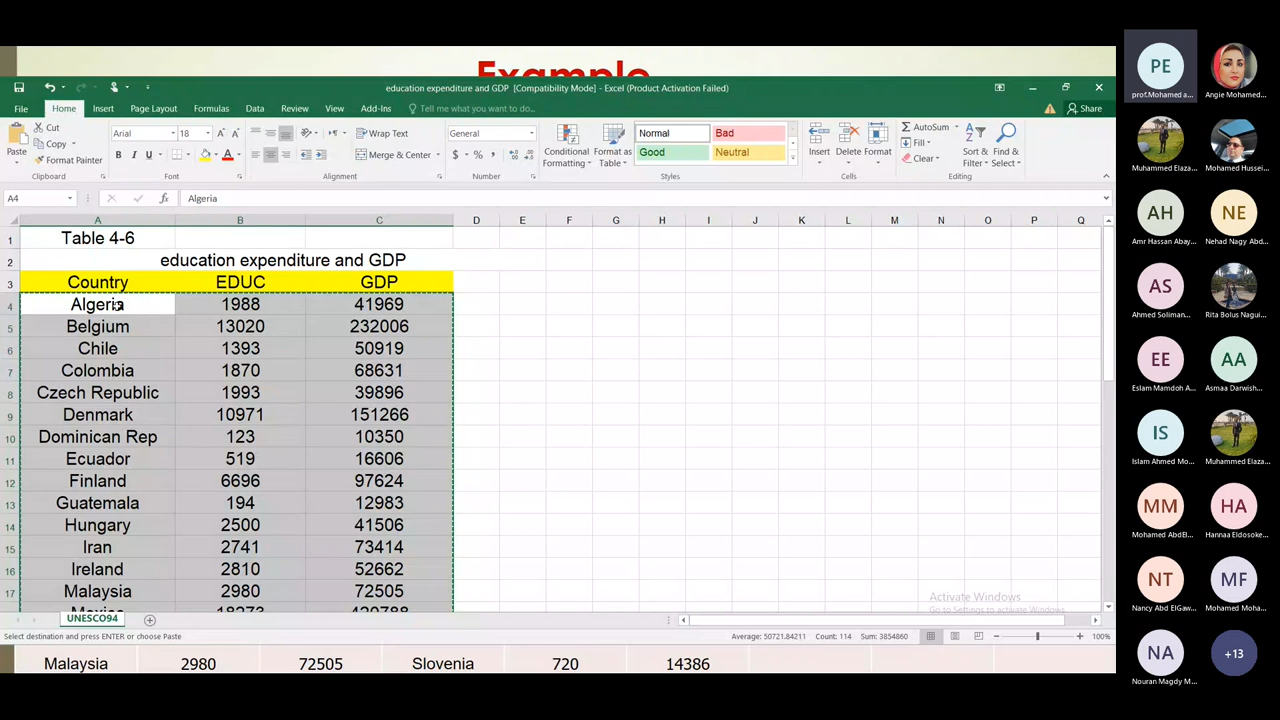 Example
education expenditure and GDP [Compatibility Mode] - Excel (Product Activation Failed)
File Home Insert Page Layout Formulas Data Review View Add-Ins Tell me what you want to do... Share
Paste Cut Copy Format Painter
Clipboard
Arial 18
B I U A
Font
Wrap Text
Merge & Center
Alignment
General
$ % ,
Number
Conditional Formatting Format as Table
Normal Bad
Good Neutral
Styles
Insert Delete Format
Cells
AutoSum
Fill
Clear
Sort & Filter Find & Select
Editing
A4 fx Algeria
A B C D E F G H I J K L M N O P Q
1 Table 4-6
2 education expenditure and GDP
3 Country EDUC GDP
4 Algeria 1988 41969
5 Belgium 13020 232006
6 Chile 1393 50919
7 Colombia 1870 68631
8 Czech Republic 1993 39896
9 Denmark 10971 151266
10 Dominican Rep 123 10350
11 Ecuador 519 16606
12 Finland 6696 97624
13 Guatemala 194 12983
14 Hungary 2500 41506
15 Iran 2741 73414
16 Ireland 2810 52662
17 Malaysia 2980 72505
Mexico 18273 420788
Activate Windows
Go to Settings to activate Windows.
UNESCO94
Select destination and press ENTER or choose Paste Average: 50721.84211 Count: 114 Sum: 3854860 100%
Malaysia 2980 72505 Slovenia 720 14386
PE
prof.Mohamed a...
Angie Mohamed...
Muhammed Elaza...
Mohamed Hussei...
AH
Amr Hassan Abay...
NE
Nehad Nagy Abd...
AS
Ahmed Soliman...
Rita Bolus Nagui...
EE
Eslam Mamdoh A...
AA
Asmaa Darwish...
IS
Islam Ahmed Mo...
Muhammed Elaza...
MM
Mohamed AbdEl...
HA
Hannaa Eldosoke...
NT
Nancy Abd ElGaw...
MF
Mohamed Moha...
NA
Nouran Magdy M...
+13